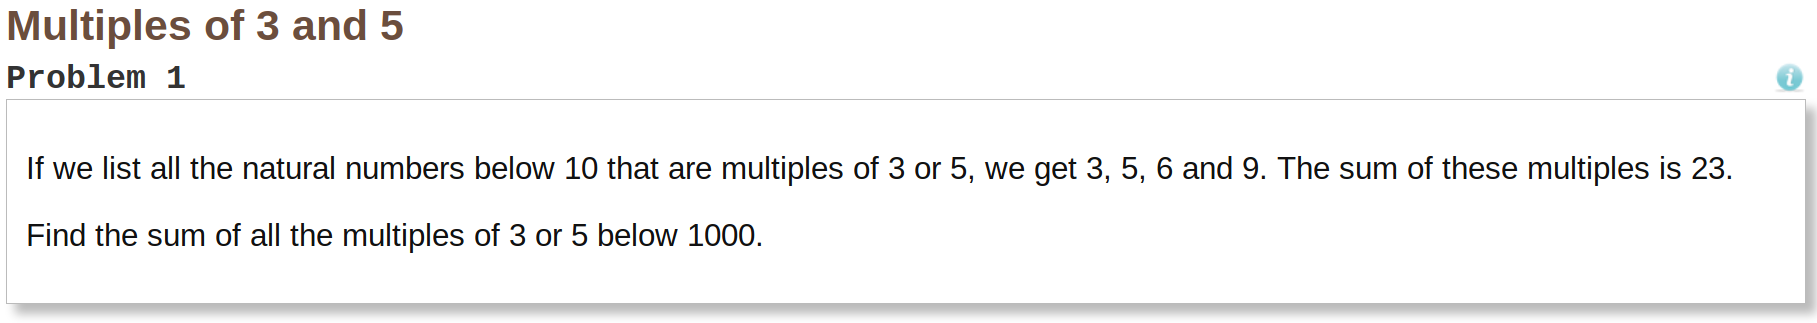 Multiples of 3 and 5
Problem 1
If we list all the natural numbers below 10 that are multiples of 3 or 5, we get 3, 5, 6 and 9. The sum of these multiples is 23.
Find the sum of all the multiples of 3 or 5 below 1000.